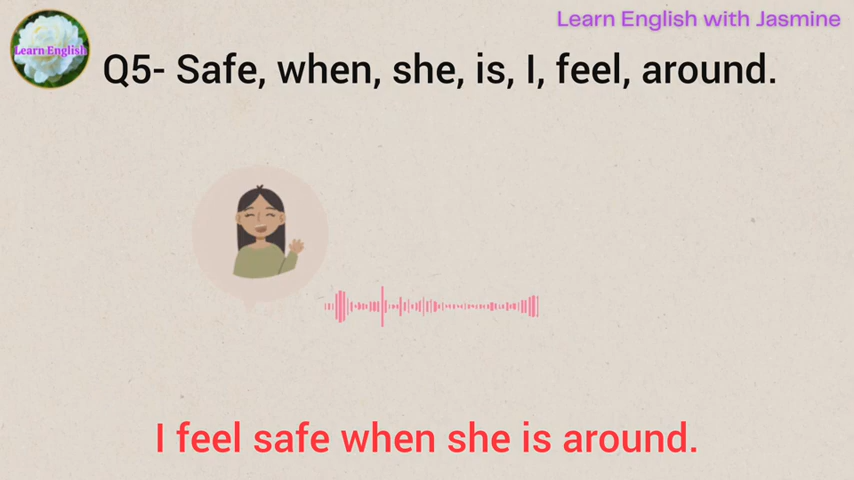 Learn English with Jasmine
Learn English
Q5- Safe, when, she, is, I, feel, around.
I feel safe when she is around.